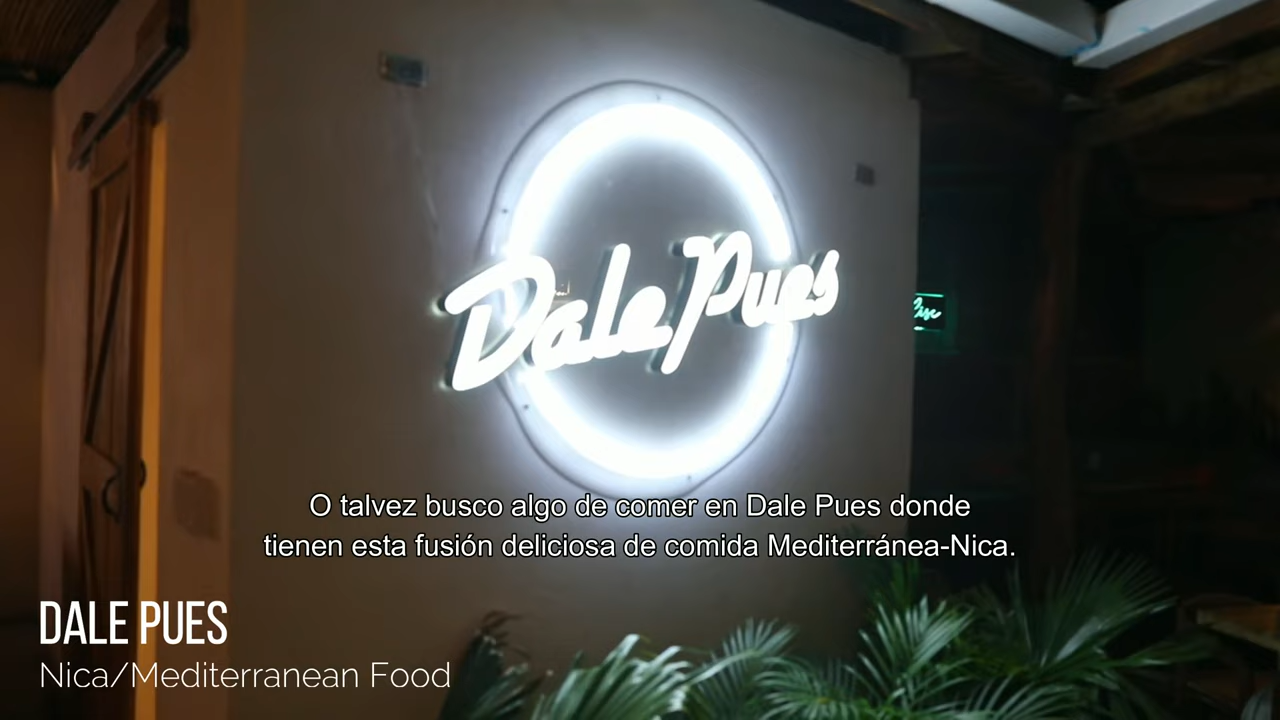 Dale Pues
O talvez busco algo de comer en Dale Pues donde
tienen esta fusión deliciosa de comida Mediterránea-Nica.
DALE PUES
Nica/Mediterranean Food